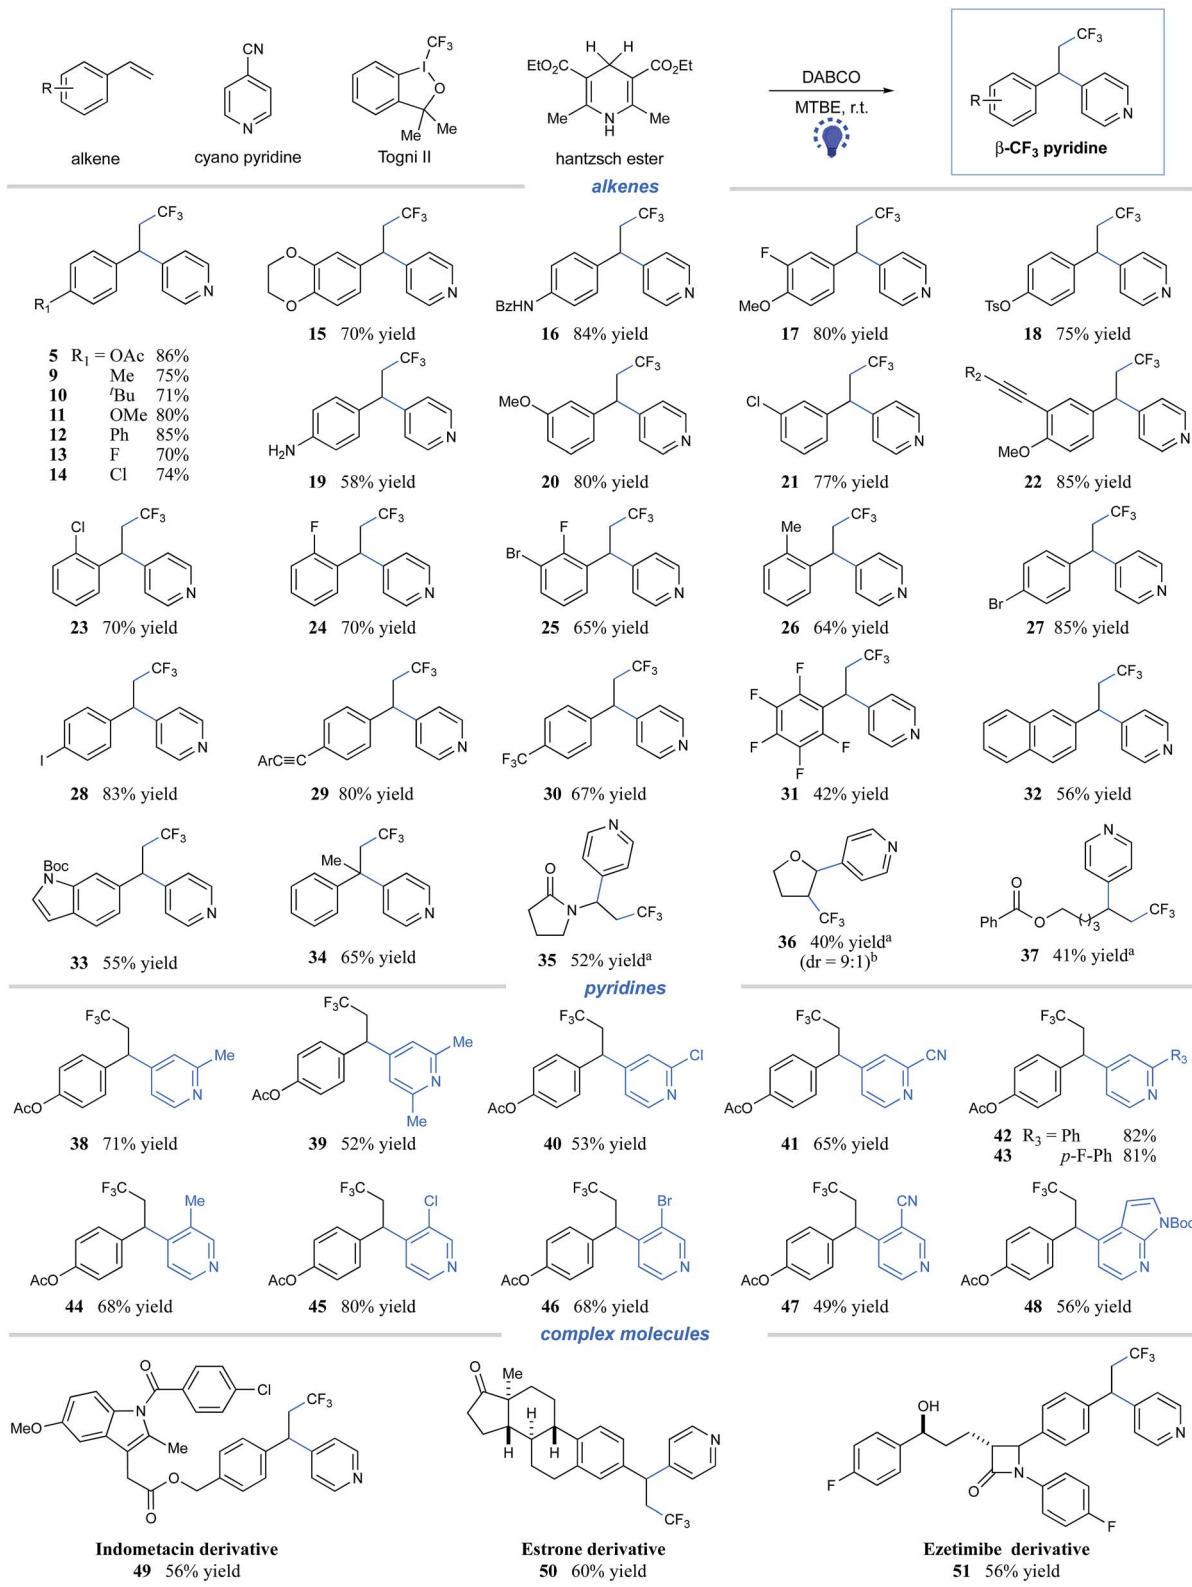 CN
CF3
I
O
Me
Me
H H
EtO2C CO2Et
Me N H Me
R
N
DABCO
MTBE, r.t.
CF3
R
N
alkene
cyano pyridine
Togni II
hantzsch ester
β-CF3 pyridine
alkenes
CF3
R1
N
CF3
O
O
N
CF3
BzHN
N
CF3
F
MeO
N
CF3
TsO
N
15 70% yield
16 84% yield
17 80% yield
18 75% yield
5 R1 = OAc 86%
9 Me 75%
10 tBu 71%
11 OMe 80%
12 Ph 85%
13 F 70%
14 Cl 74%
CF3
H2N
N
CF3
MeO
N
CF3
Cl
N
CF3
R2
MeO
N
19 58% yield
20 80% yield
21 77% yield
22 85% yield
Cl CF3
N
F CF3
N
Br F CF3
N
Me CF3
N
CF3
Br
N
23 70% yield
24 70% yield
25 65% yield
26 64% yield
27 85% yield
CF3
I
N
CF3
ArC≡C
N
CF3
F3C
N
CF3
F
F
F
F
F
N
CF3
N
28 83% yield
29 80% yield
30 67% yield
31 42% yield
32 56% yield
Boc
N
CF3
N
Me
CF3
N
N
O
N
CF3
O
N
CF3
N
O
Ph
O
( )3
CF3
33 55% yield
34 65% yield
35 52% yielda
36 40% yielda
(dr = 9:1)b
37 41% yielda
pyridines
F3C
Me
AcO
N
F3C
Me
AcO
N
Me
F3C
Cl
AcO
N
F3C
CN
AcO
N
F3C
R3
AcO
N
38 71% yield
39 52% yield
40 53% yield
41 65% yield
42 R3 = Ph 82%
43 p-F-Ph 81%
F3C Me
AcO
N
F3C Cl
AcO
N
F3C Br
AcO
N
F3C CN
AcO
N
F3C
NBoc
AcO
N
44 68% yield
45 80% yield
46 68% yield
47 49% yield
48 56% yield
complex molecules
O
Cl
MeO
N
Me
O
O
CF3
N
O
Me
H
H
H
N
CF3
OH
F
O
N
F
CF3
N
Indometacin derivative
49 56% yield
Estrone derivative
50 60% yield
Ezetimibe derivative
51 56% yield